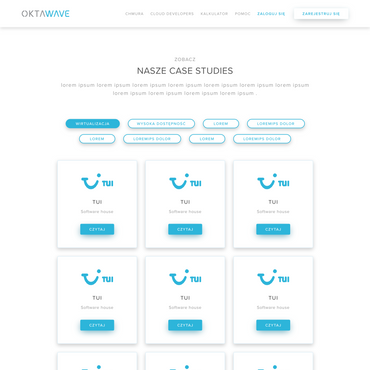 OKTAWAVE
CHMURA CLOUD DEVELOPERS KALKULATOR POMOC ZALOGUJ SIĘ ZAREJESTRUJ SIĘ
ZOBACZ
NASZE CASE STUDIES
lorem ipsum lorem ipsum lorem ipsum lorem ipsum lorem ipsum lorem ipsum
lorem ipsum lorem ipsum lorem ipsum lorem ipsum .
WIRTUALIZACJA WYSOKA DOSTĘPNOŚĆ LOREM LOREMIPS DOLOR
LOREM LOREMIPS DOLOR LOREM LOREMIPS DOLOR
TUI TUI TUI
TUI TUI TUI
Software house Software house Software house
CZYTAJ CZYTAJ CZYTAJ
TUI TUI TUI
TUI TUI TUI
Software house Software house Software house
CZYTAJ CZYTAJ CZYTAJ